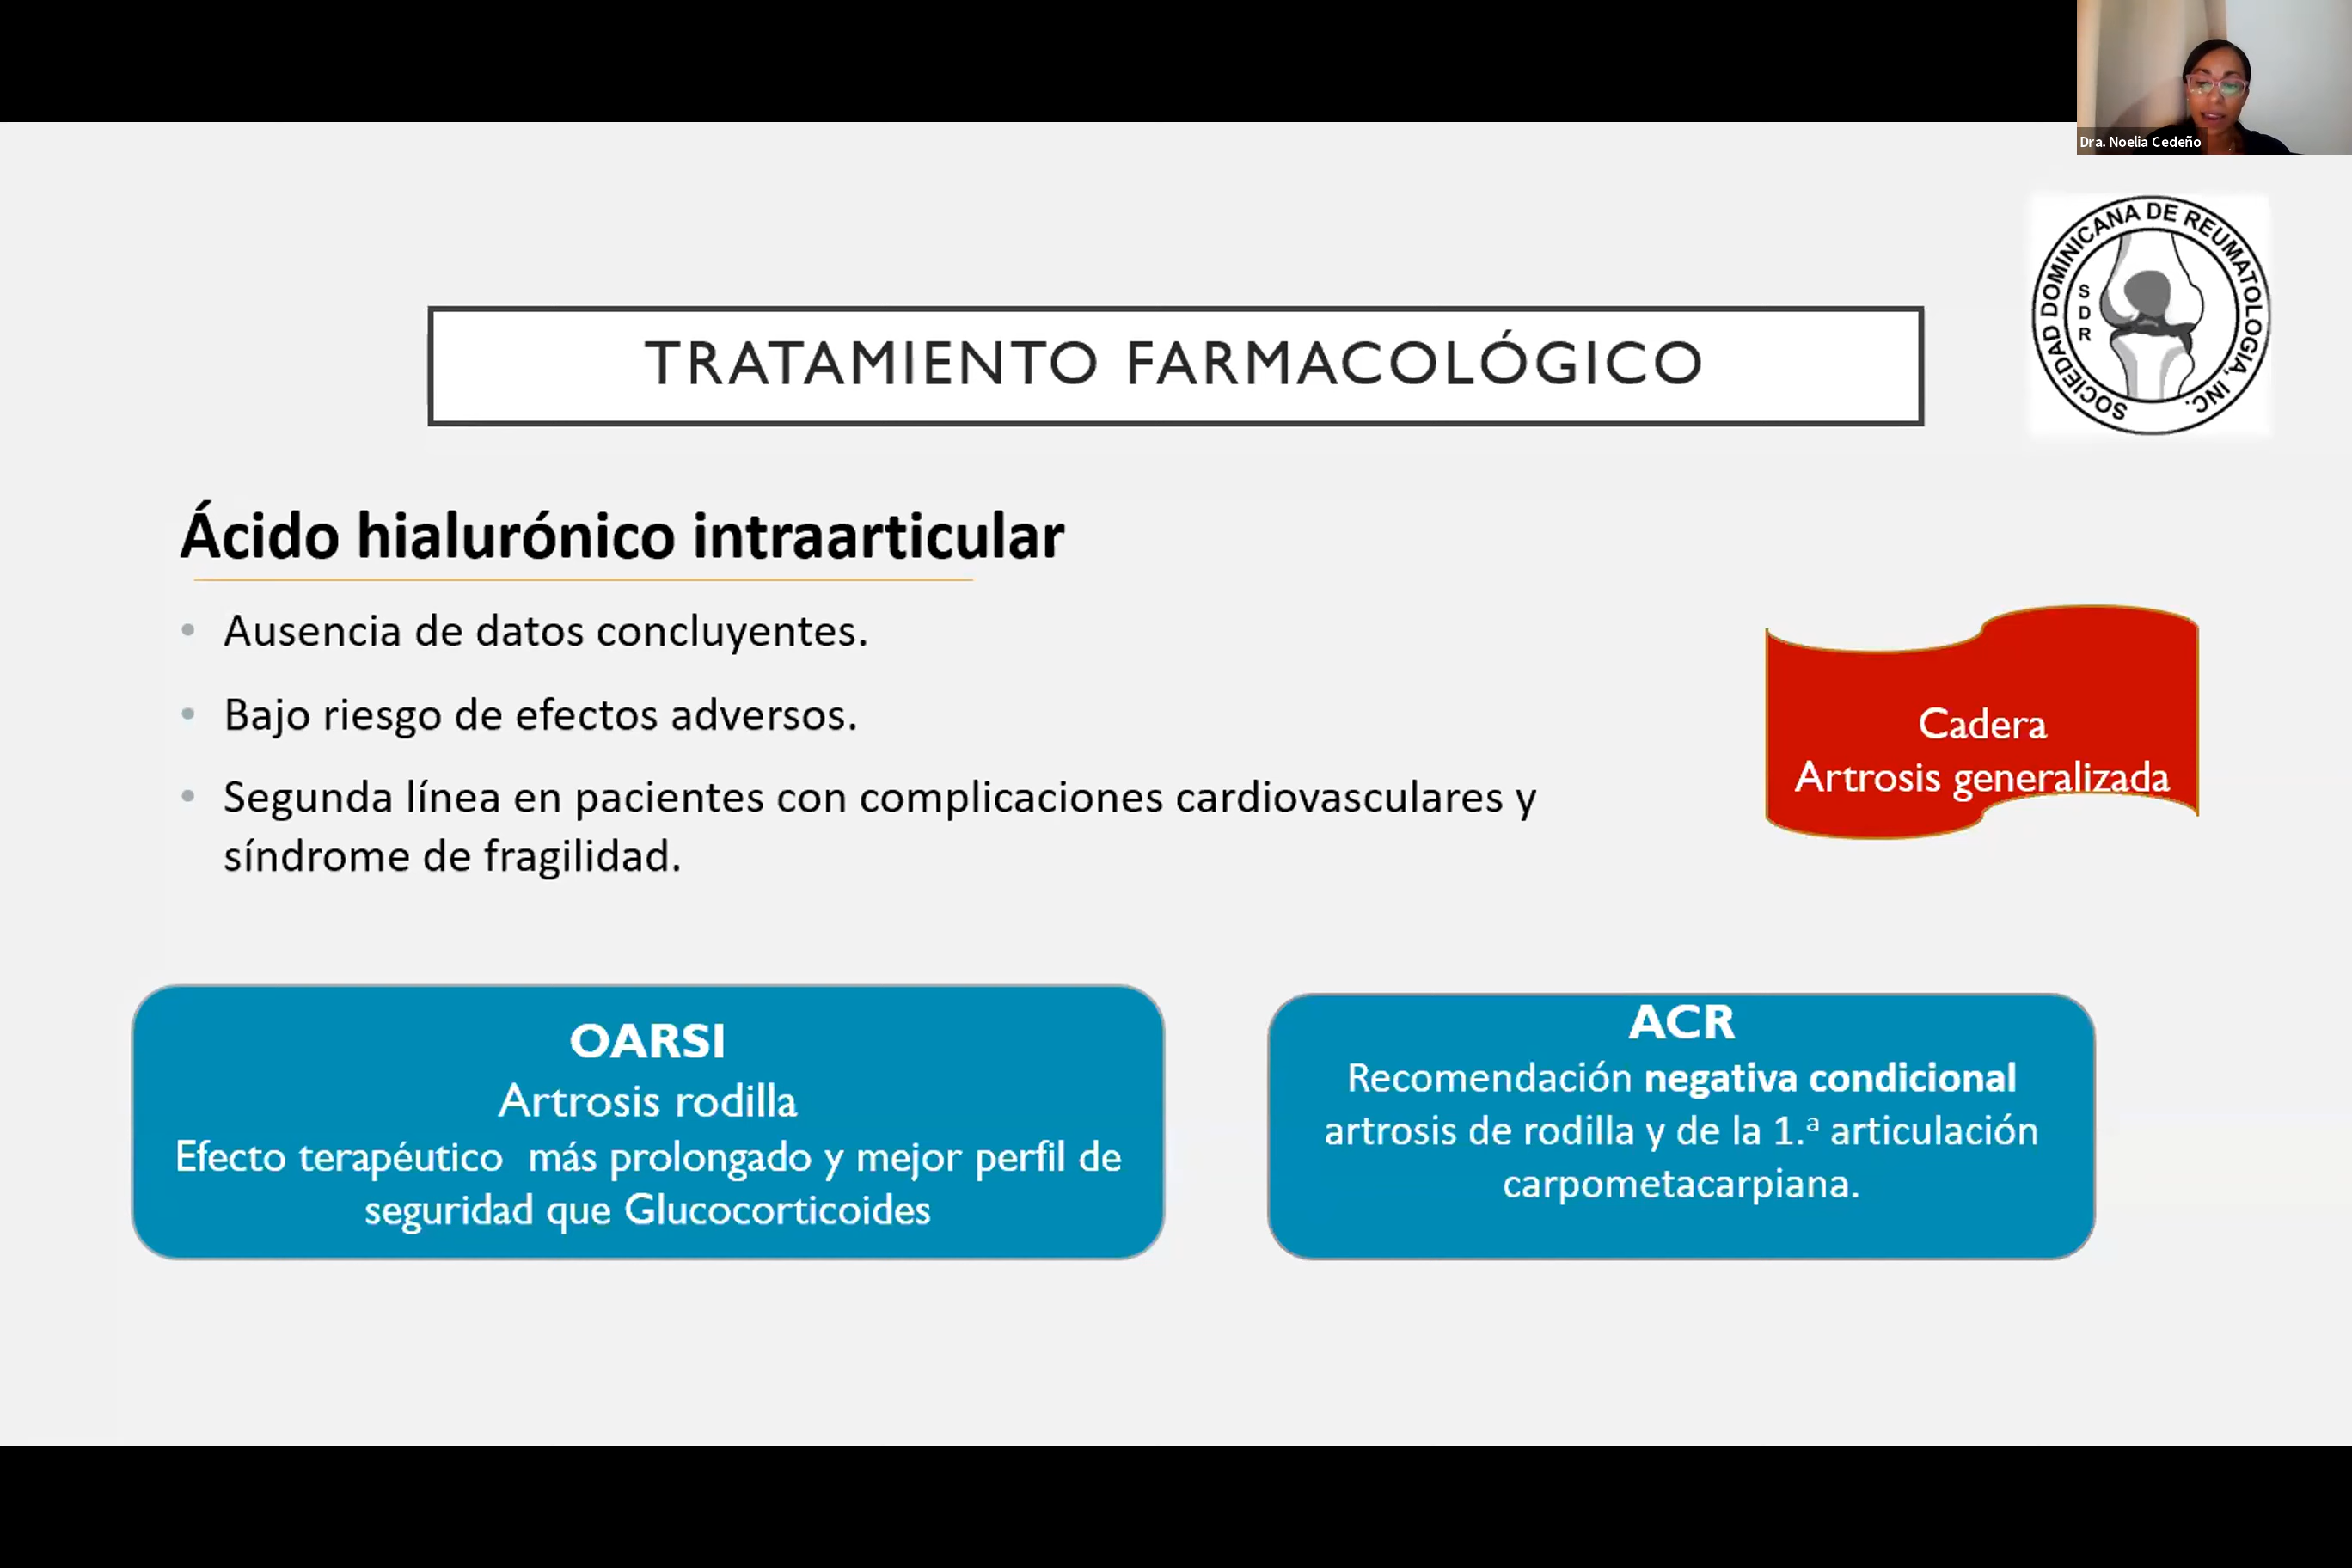 Dra. Noelia Cedeño
SOCIEDAD DOMINICANA DE REUMATOLOGIA, INC.
S
D
R
TRATAMIENTO FARMACOLÓGICO
Ácido hialurónico intraarticular
• Ausencia de datos concluyentes.
• Bajo riesgo de efectos adversos.
• Segunda línea en pacientes con complicaciones cardiovasculares y
síndrome de fragilidad.
Cadera
Artrosis generalizada
OARSI
Artrosis rodilla
Efecto terapéutico más prolongado y mejor perfil de
seguridad que Glucocorticoides
ACR
Recomendación negativa condicional
artrosis de rodilla y de la 1.ª articulación
carpometacarpiana.